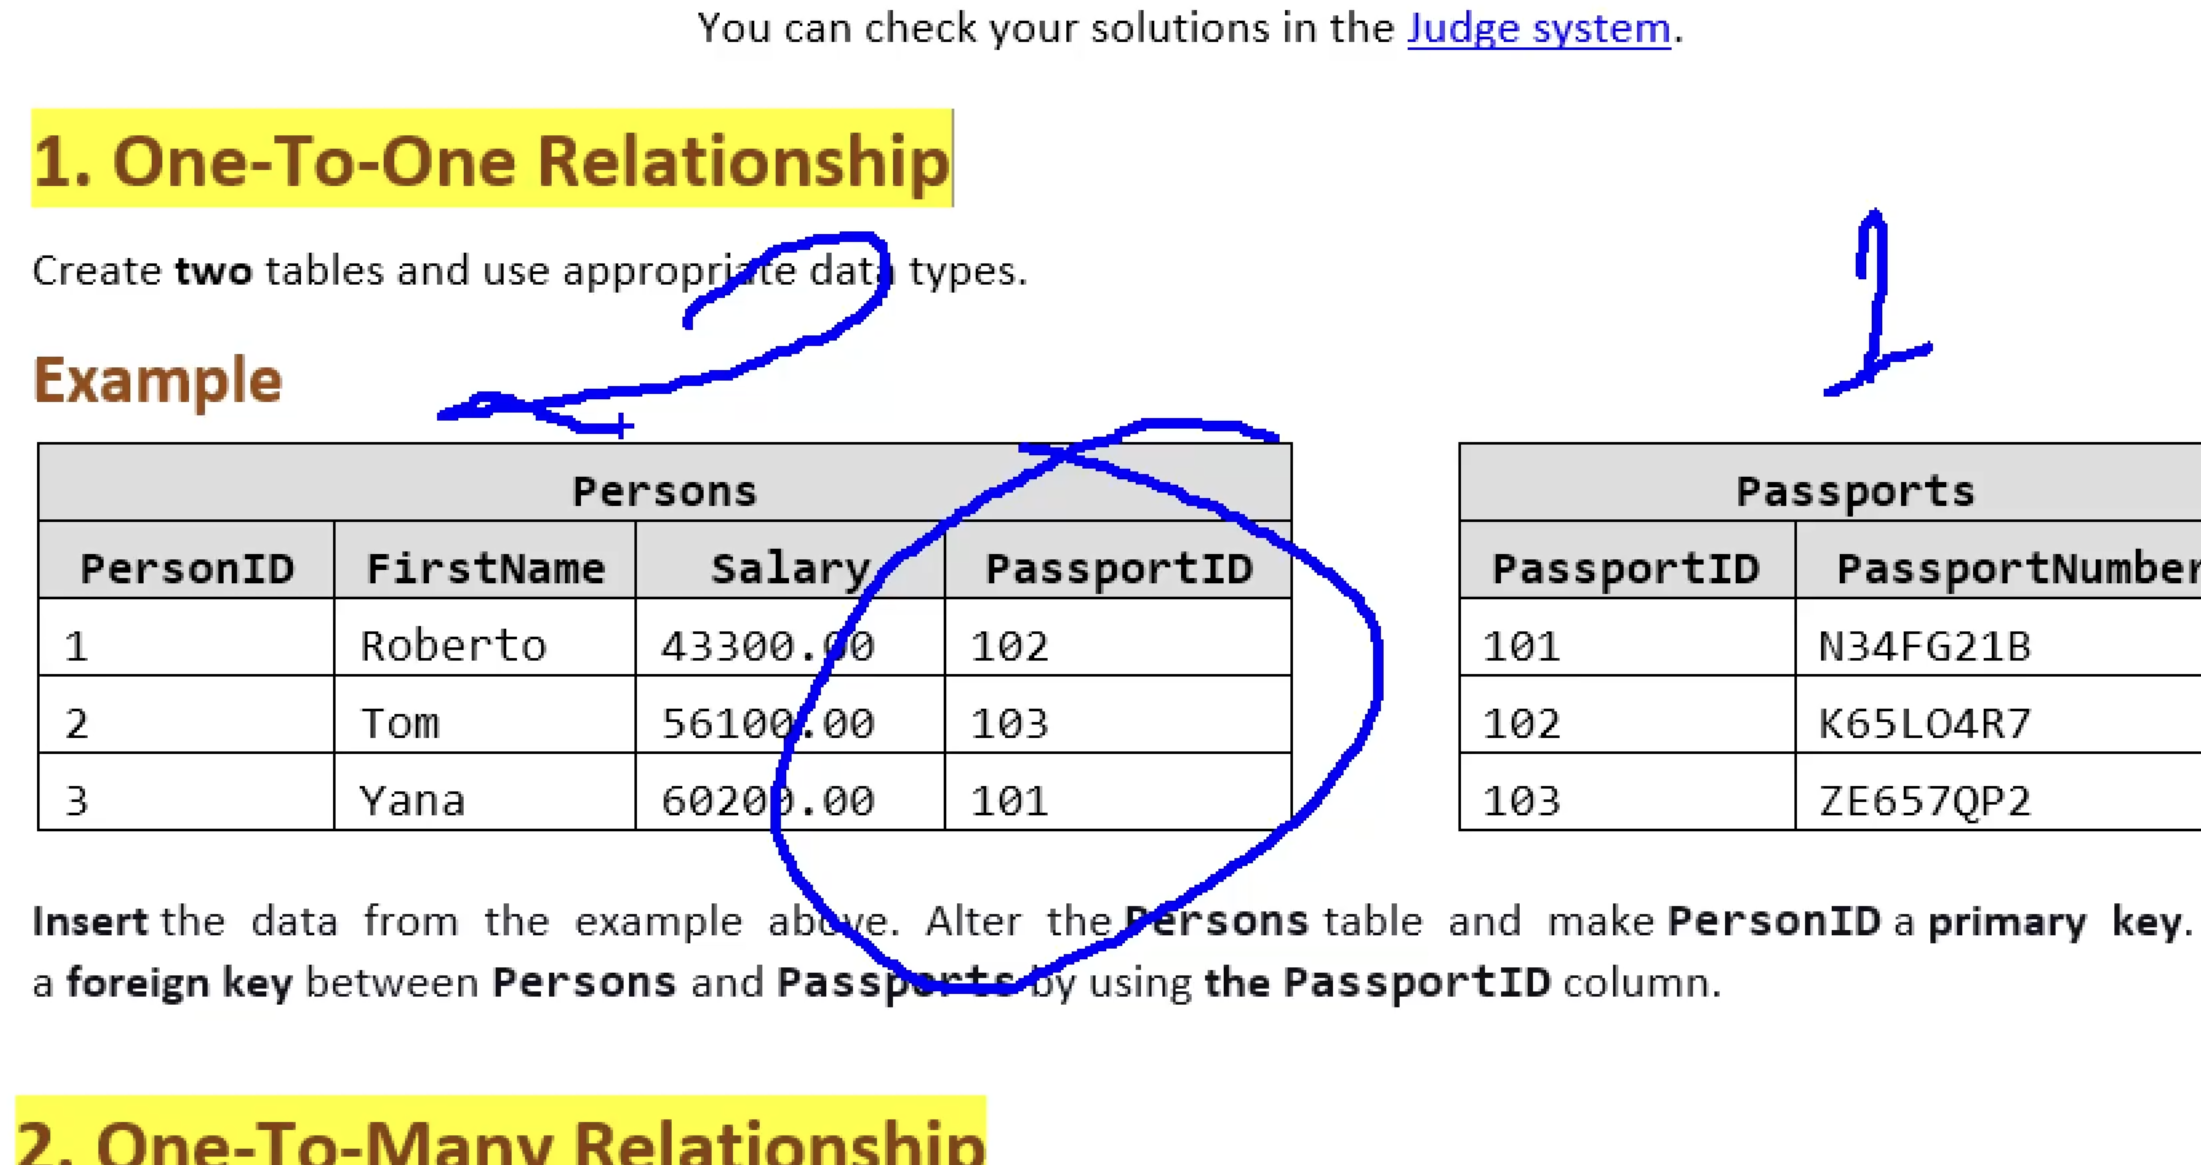 You can check your solutions in the Judge system.
1. One-To-One Relationship
Create two tables and use appropriate data types.
2
1
Example
Persons
PersonID FirstName Salary PassportID
1 Roberto 43300.00 102
2 Tom 56100.00 103
3 Yana 60200.00 101
Passports
PassportID PassportNumber
101 N34FG21B
102 K65LO4R7
103 ZE657QP2
Insert the data from the example above. Alter the Persons table and make PersonID a primary key.
a foreign key between Persons and Passports by using the PassportID column.
2. One-To-Many Relationship